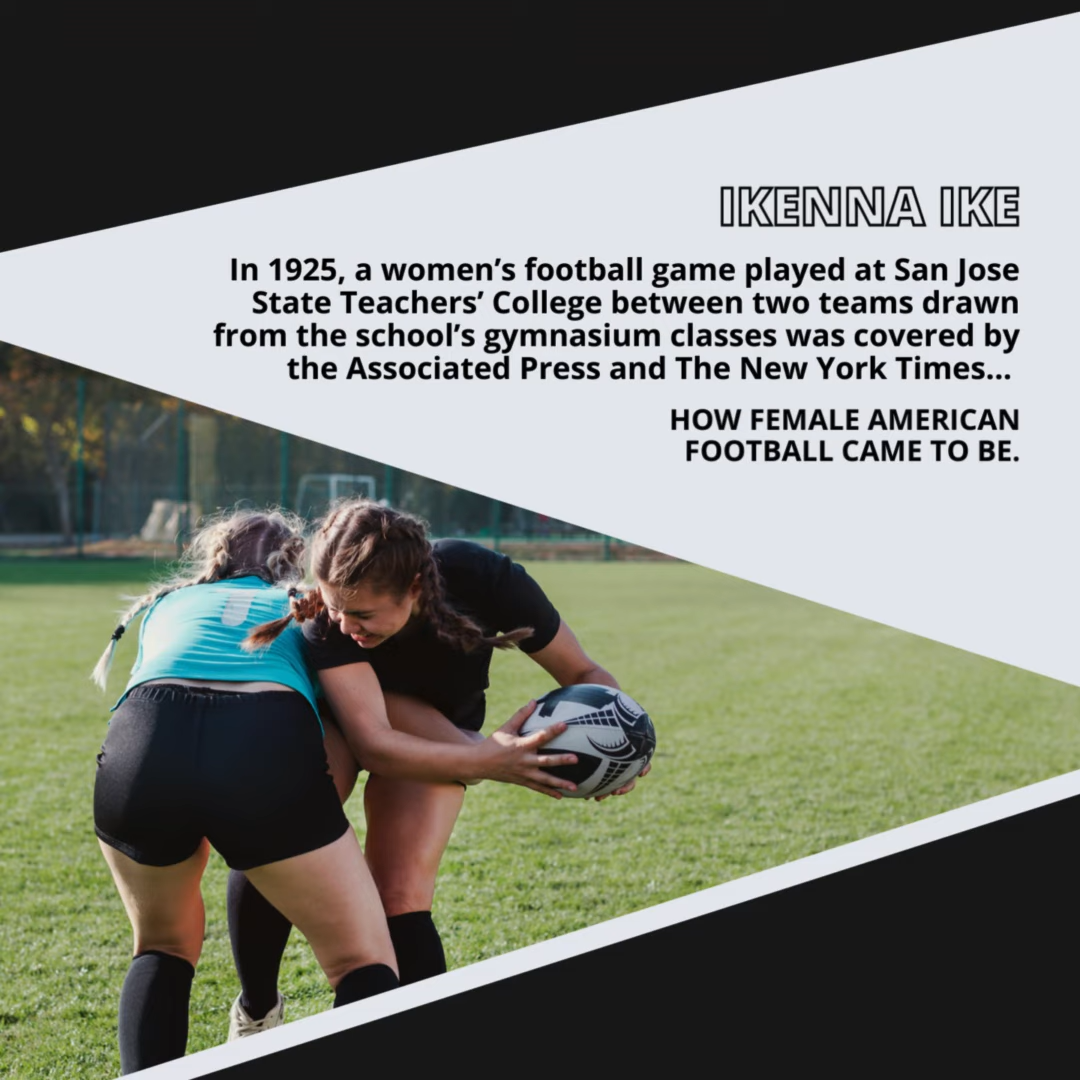 IKENNA IKE
In 1925, a women’s football game played at San Jose
State Teachers’ College between two teams drawn
from the school’s gymnasium classes was covered by
the Associated Press and The New York Times...
HOW FEMALE AMERICAN
FOOTBALL CAME TO BE.